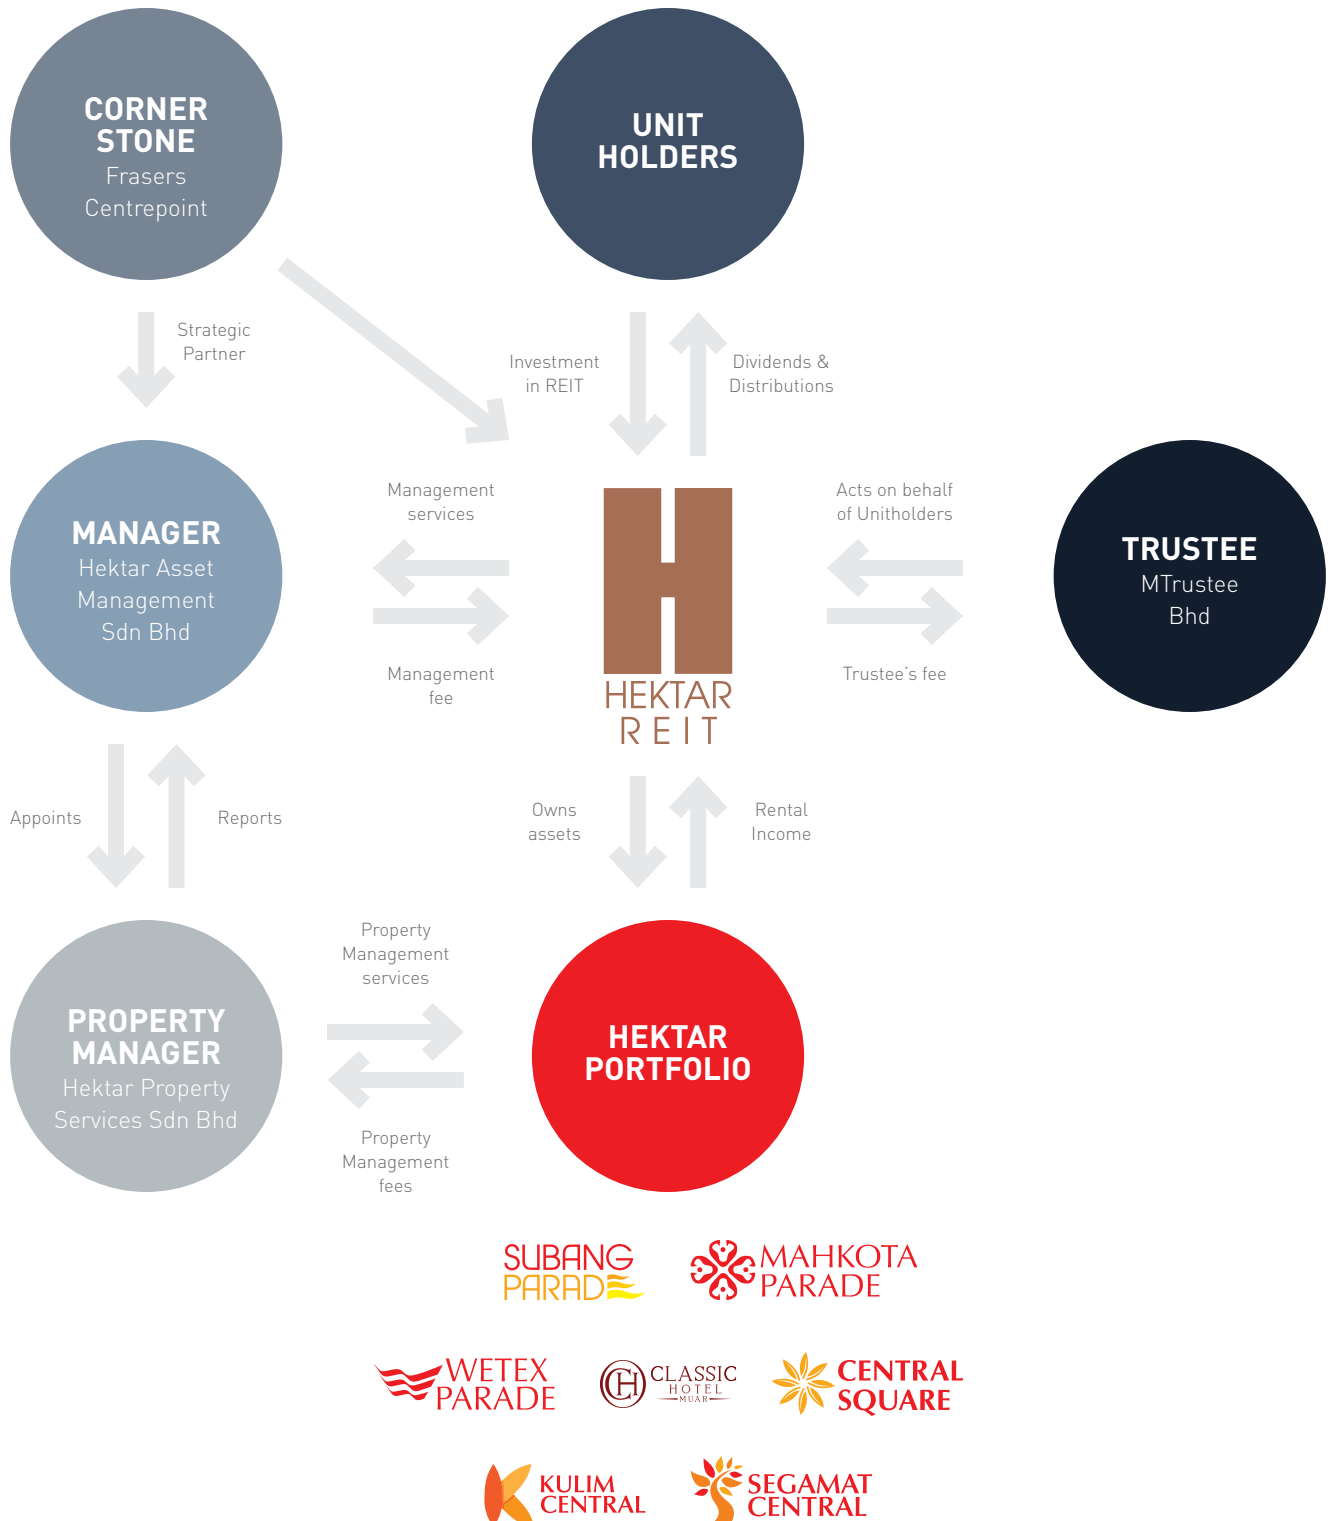 CORNER
STONE
Frasers
Centrepoint
UNIT
HOLDERS
Strategic
Partner
Investment
in REIT
Dividends &
Distributions
MANAGER
Hektar Asset
Management
Sdn Bhd
Management
services
Management
fee
H
HEKTAR
REIT
Acts on behalf
of Unitholders
Trustee's fee
TRUSTEE
MTrustee
Bhd
Appoints
Reports
Owns
assets
Rental
Income
PROPERTY
MANAGER
Hektar Property
Services Sdn Bhd
Property
Management
services
Property
Management
fees
HEKTAR
PORTFOLIO
SUBANG
PARADE
MAHKOTA
PARADE
WETEX
PARADE
CH
CLASSIC
HOTEL
MUAR
CENTRAL
SQUARE
KULIM
CENTRAL
SEGAMAT
CENTRAL